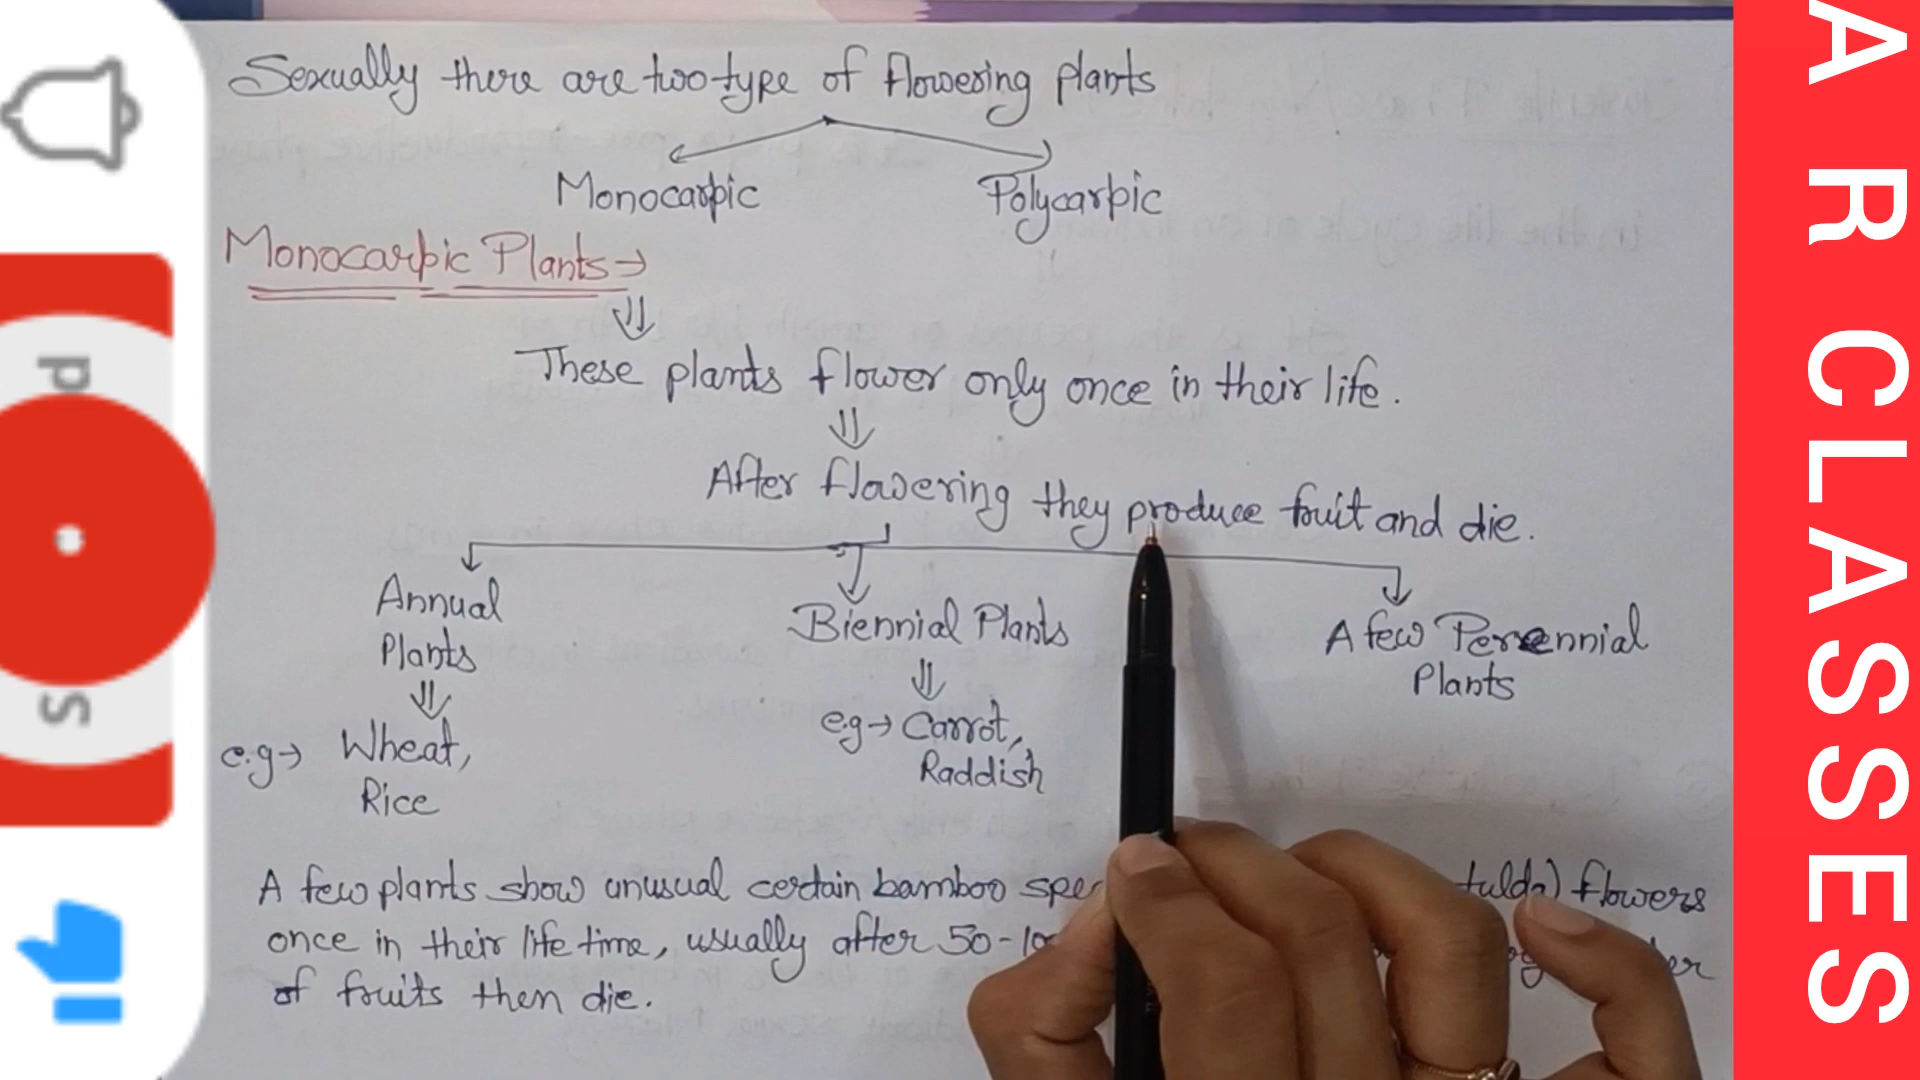 Sexually there are two type of flowering plants
Monocarpic
Polycarpic
Monocarpic Plants→
These plants flower only once in their life.
After flowering they produce fruit and die.
Annual
Plants
e.g→ Wheat,
Rice
Biennial Plants
e.g→ Carrot,
Raddish
A few Perennial
Plants
A few plants show unusual certain bamboo tulda) flowers
once in their life time, usually after 50-
of fruits then die.
A R CLASSES